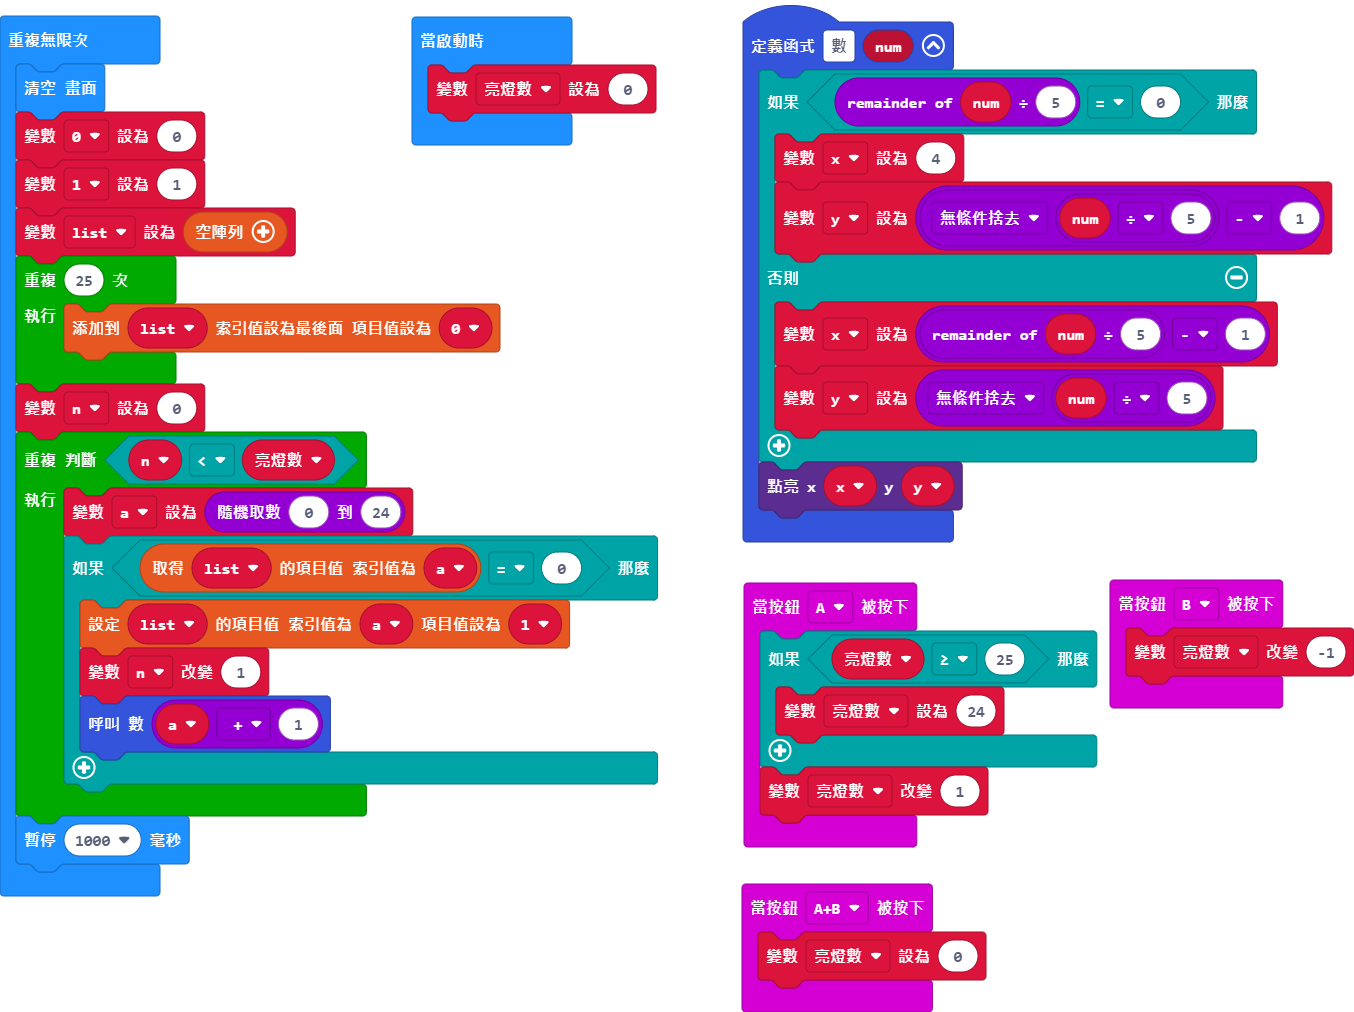 重複無限次
清空 畫面
變數 0 設為 0
變數 1 設為 1
變數 list 設為 空陣列
重複 25 次
執行
添加到 list 索引值設為最後面 項目值設為 0
變數 n 設為 0
重複 判斷 n < 亮燈數
執行
變數 a 設為 隨機取數 0 到 24
如果 取得 list 的項目值 索引值為 a = 0 那麼
設定 list 的項目值 索引值為 a 項目值設為 1
變數 n 改變 1
呼叫 數 a + 1
暫停 1000 毫秒
當啟動時
變數 亮燈數 設為 0
定義函式 數 num
如果 remainder of num ÷ 5 = 0 那麼
變數 x 設為 4
變數 y 設為 無條件捨去 num ÷ 5 - 1
否則
變數 x 設為 remainder of num ÷ 5 - 1
變數 y 設為 無條件捨去 num ÷ 5
點亮 x x y y
當按鈕 A 被按下
如果 亮燈數 ≥ 25 那麼
變數 亮燈數 設為 24
變數 亮燈數 改變 1
當按鈕 B 被按下
變數 亮燈數 改變 -1
當按鈕 A+B 被按下
變數 亮燈數 設為 0